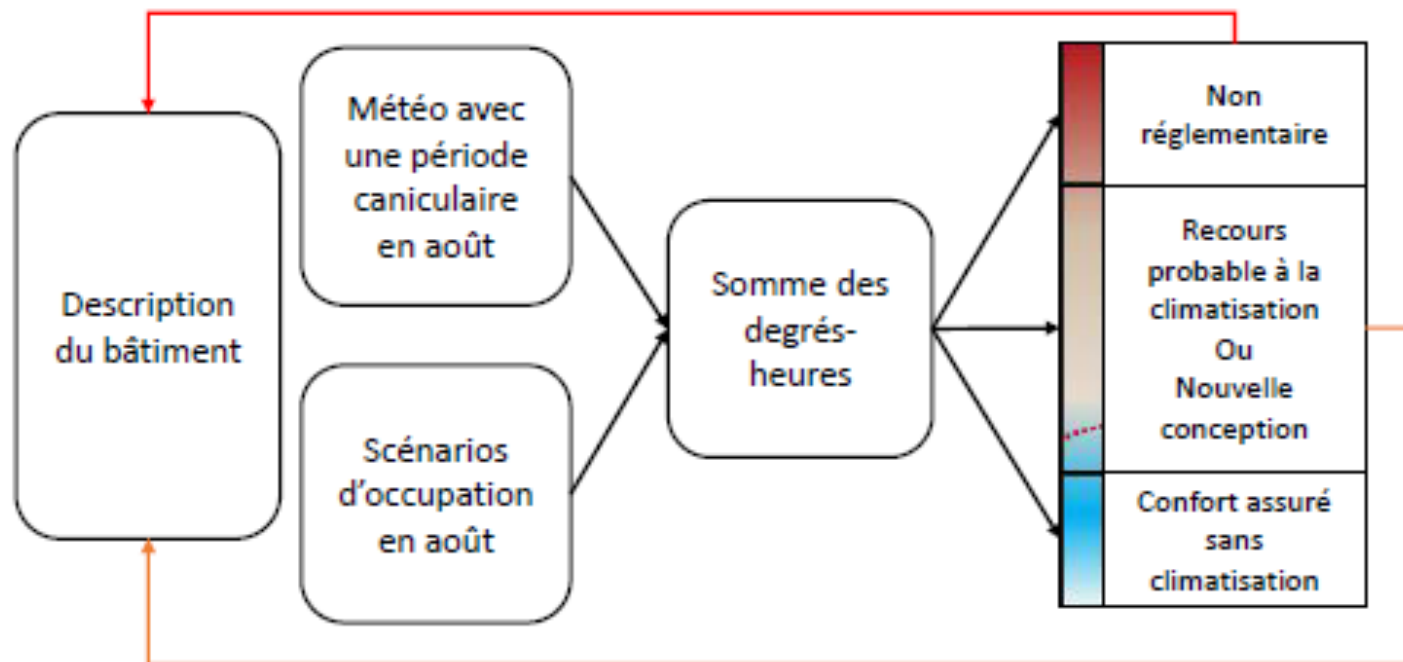 Description
du bâtiment
Météo avec
une période
caniculaire
en août
Scénarios
d'occupation
en août
Somme des
degrés-
heures
Non
réglementaire
Recours
probable à la
climatisation
Ou
Nouvelle
conception
Confort assuré
sans
climatisation